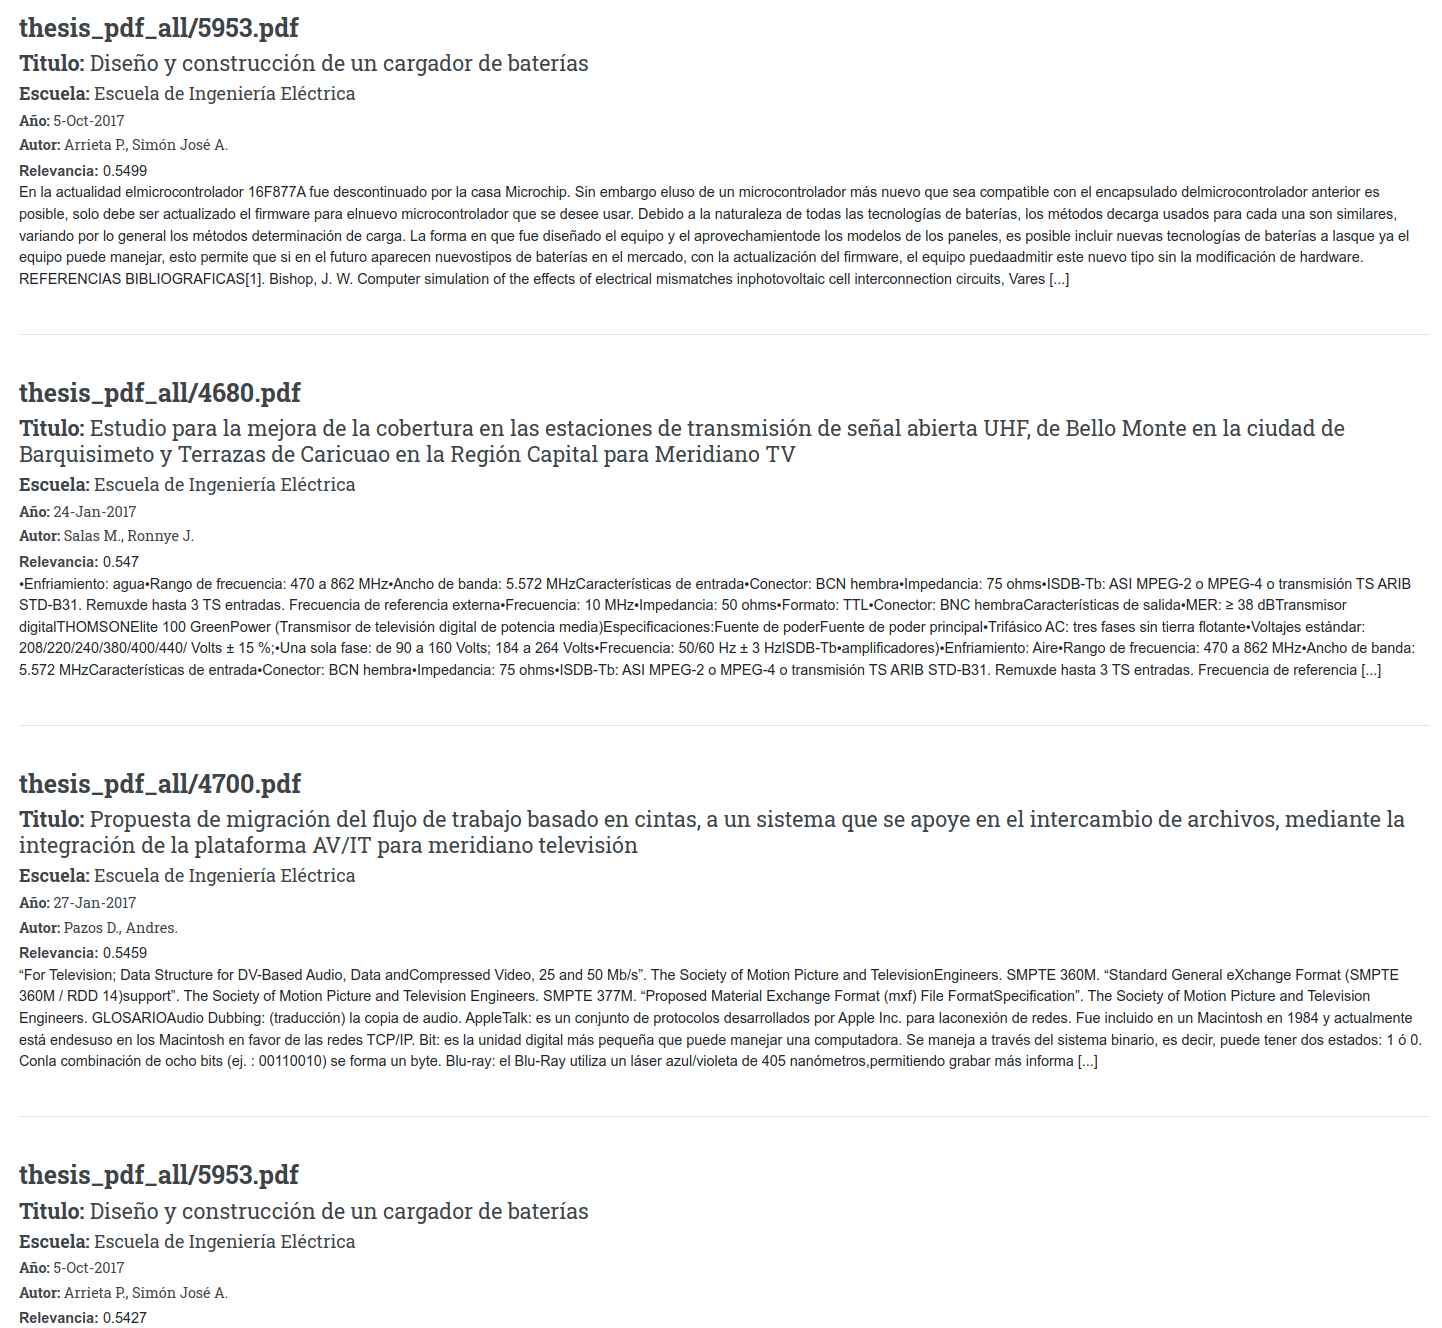 thesis_pdf_all/5953.pdf
Titulo: Diseño y construcción de un cargador de baterías
Escuela: Escuela de Ingeniería Eléctrica
Año: 5-Oct-2017
Autor: Arrieta P., Simón José A.
Relevancia: 0.5499
En la actualidad elmicrocontrolador 16F877A fue descontinuado por la casa Microchip. Sin embargo eluso de un microcontrolador más nuevo que sea compatible con el encapsulado delmicrocontrolador anterior es
posible, solo debe ser actualizado el firmware para elnuevo microcontrolador que se desee usar. Debido a la naturaleza de todas las tecnologías de baterías, los métodos decarga usados para cada una son similares,
variando por lo general los métodos determinación de carga. La forma en que fue diseñado el equipo y el aprovechamientode los modelos de los paneles, es posible incluir nuevas tecnologías de baterías a lasque ya el
equipo puede manejar, esto permite que si en el futuro aparecen nuevostipos de baterías en el mercado, con la actualización del firmware, el equipo puedaadmitir este nuevo tipo sin la modificación de hardware.
REFERENCIAS BIBLIOGRAFICAS[1]. Bishop, J. W. Computer simulation of the effects of electrical mismatches inphotovoltaic cell interconnection circuits, Vares [...]
thesis_pdf_all/4680.pdf
Titulo: Estudio para la mejora de la cobertura en las estaciones de transmisión de señal abierta UHF, de Bello Monte en la ciudad de
Barquisimeto y Terrazas de Caricuao en la Región Capital para Meridiano TV
Escuela: Escuela de Ingeniería Eléctrica
Año: 24-Jan-2017
Autor: Salas M., Ronnye J.
Relevancia: 0.547
•Enfriamiento: agua•Rango de frecuencia: 470 a 862 MHz•Ancho de banda: 5.572 MHzCaracterísticas de entrada•Conector: BCN hembra•Impedancia: 75 ohms•ISDB-Tb: ASI MPEG-2 o MPEG-4 o transmisión TS ARIB
STD-B31. Remuxde hasta 3 TS entradas. Frecuencia de referencia externa•Frecuencia: 10 MHz•Impedancia: 50 ohms•Formato: TTL•Conector: BNC hembraCaracterísticas de salida•MER: ≥ 38 dBTransmisor
digitalTHOMSONElite 100 GreenPower (Transmisor de televisión digital de potencia media)Especificaciones:Fuente de poderFuente de poder principal•Trifásico AC: tres fases sin tierra flotante•Voltajes estándar:
208/220/240/380/400/440/ Volts ± 15 %;•Una sola fase: de 90 a 160 Volts; 184 a 264 Volts•Frecuencia: 50/60 Hz ± 3 HzISDB-Tb•amplificadores)•Enfriamiento: Aire•Rango de frecuencia: 470 a 862 MHz•Ancho de banda:
5.572 MHzCaracterísticas de entrada•Conector: BCN hembra•Impedancia: 75 ohms•ISDB-Tb: ASI MPEG-2 o MPEG-4 o transmisión TS ARIB STD-B31. Remuxde hasta 3 TS entradas. Frecuencia de referencia [...]
thesis_pdf_all/4700.pdf
Titulo: Propuesta de migración del flujo de trabajo basado en cintas, a un sistema que se apoye en el intercambio de archivos, mediante la
integración de la plataforma AV/IT para meridiano televisión
Escuela: Escuela de Ingeniería Eléctrica
Año: 27-Jan-2017
Autor: Pazos D., Andres.
Relevancia: 0.5459
“For Television; Data Structure for DV-Based Audio, Data andCompressed Video, 25 and 50 Mb/s”. The Society of Motion Picture and TelevisionEngineers. SMPTE 360M. “Standard General eXchange Format (SMPTE
360M / RDD 14)support”. The Society of Motion Picture and Television Engineers. SMPTE 377M. “Proposed Material Exchange Format (mxf) File FormatSpecification”. The Society of Motion Picture and Television
Engineers. GLOSARIOAudio Dubbing: (traducción) la copia de audio. AppleTalk: es un conjunto de protocolos desarrollados por Apple Inc. para laconexión de redes. Fue incluido en un Macintosh en 1984 y actualmente
está endesuso en los Macintosh en favor de las redes TCP/IP. Bit: es la unidad digital más pequeña que puede manejar una computadora. Se maneja a través del sistema binario, es decir, puede tener dos estados: 1 ó 0.
Conla combinación de ocho bits (ej. : 00110010) se forma un byte. Blu-ray: el Blu-Ray utiliza un láser azul/violeta de 405 nanómetros,permitiendo grabar más informa [...]
thesis_pdf_all/5953.pdf
Titulo: Diseño y construcción de un cargador de baterías
Escuela: Escuela de Ingeniería Eléctrica
Año: 5-Oct-2017
Autor: Arrieta P., Simón José A.
Relevancia: 0.5427